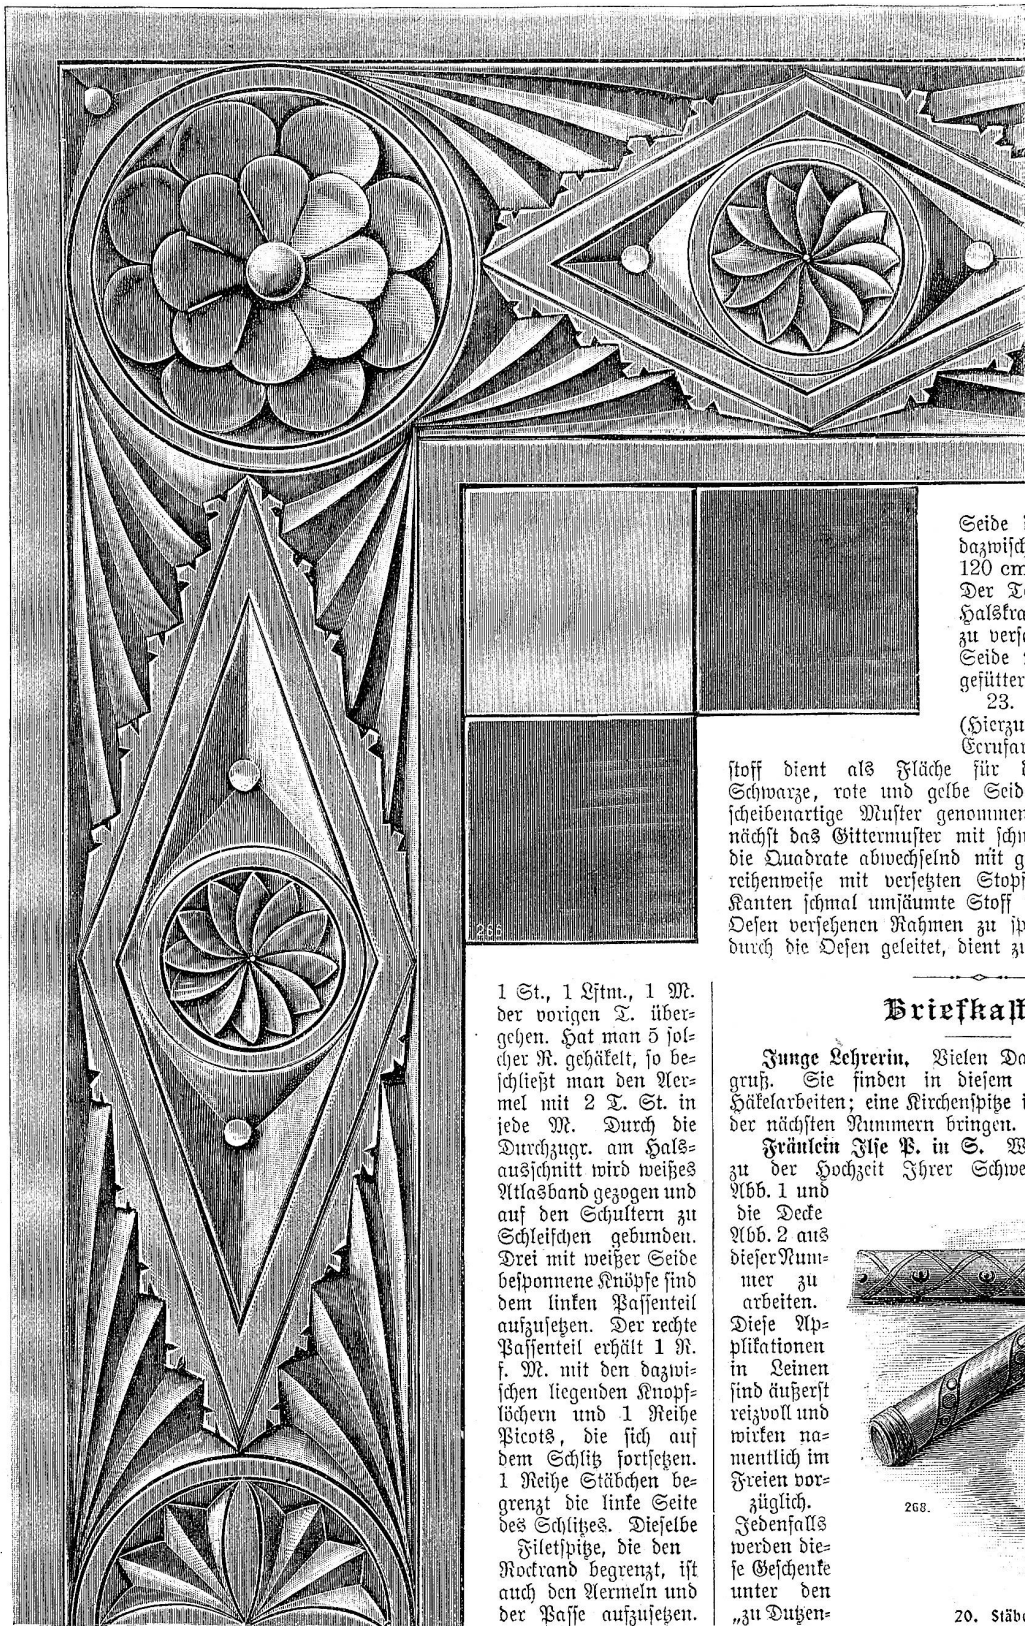 266
Seide
dazwisch
120 cm
Der
Halskra
zu
Seide
gefütter
23.
(Hierzu
Ecrufar
stoff dient als Fläche für
Schwarze, rote und gelbe Seid
scheibenartige Muster genommen
nächst das Gittermuster mit
die Quadrate abwechselnd mit
reihenweise mit versetzten Stopf
Kanten schmal umsäumte Stoff
Oesen versehenen Rahmen zu
durch die Oesen geleitet, dient
1 St., 1 Lftm., 1 M.
der vorigen T. über-
gehen. Hat man 5 sol-
cher R. gehäkelt, so be-
schließt man den Aer-
mel mit 2 T. St. in
jede M. Durch die
Durchzugr. am Hals-
ausschnitt wird weißes
Atlasband gezogen und
auf den Schultern zu
Schleifchen gebunden.
Drei mit weißer Seide
besponnene Knöpfe sind
dem linken Passenteil
aufzusetzen. Der rechte
Passenteil erhält 1 R.
f. M. mit den dazwi-
schen liegenden Knopf-
löchern und 1 Reihe
Picots, die sich auf
dem Schlitz fortsetzen.
1 Reihe Stäbchen be-
grenzt die linke Seite
des Schlitzes. Dieselbe
Filetspitze, die den
Rockrand begrenzt, ist
auch den Aermeln und
der Passe aufzusetzen.
Briefkast
Junge Lehrerin. Vielen Da
gruß. Sie finden in diesem
Häkelarbeiten; eine Kirchenspitze
der nächsten Nummern bringen.
Fräulein Ilse P. in S.
zu der Hochzeit Ihrer Schwe
Abb. 1 und
die Decke
Abb. 2 aus
dieser Num-
mer zu
arbeiten.
Diese Ap-
plikationen
in Leinen
sind äußerst
reizvoll und
wirken na-
mentlich im
Freien vor-
züglich.
Jedenfalls
werden die-
se Geschenke
unter den
„zu Dutzen-
268.
20. Stäbe